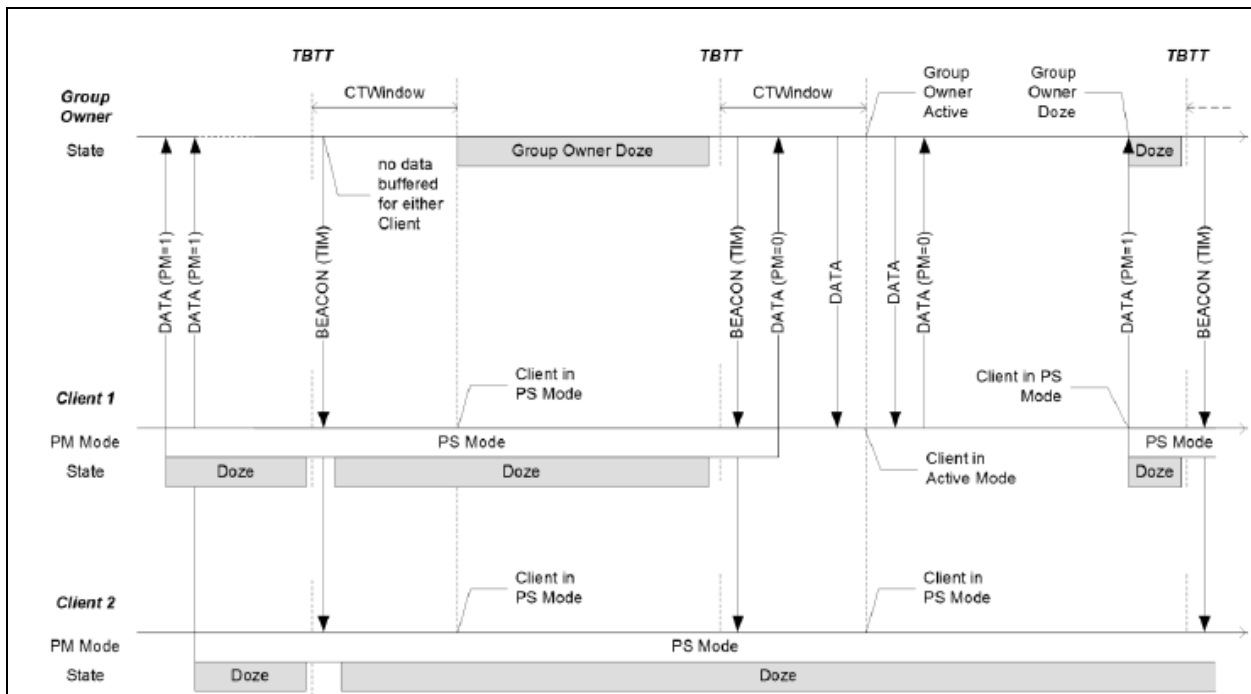 TBTT
TBTT
TBTT
CTWindow
CTWindow
Group
Owner
Active
Group
Owner
Doze
Group
Owner
State
Group Owner Doze
Doze
no data
buffered
for either
Client
DATA (PM=1)
DATA (PM=1)
BEACON (TIM)
BEACON (TIM)
DATA (PM=0)
DATA
DATA
DATA (PM=0)
DATA (PM=1)
BEACON (TIM)
Client in
PS Mode
Client in PS
Mode
Client 1
PM Mode
PS Mode
PS Mode
State
Doze
Doze
Client in
Active Mode
Doze
Client in
PS Mode
Client in
PS Mode
Client 2
PM Mode
PS Mode
State
Doze
Doze